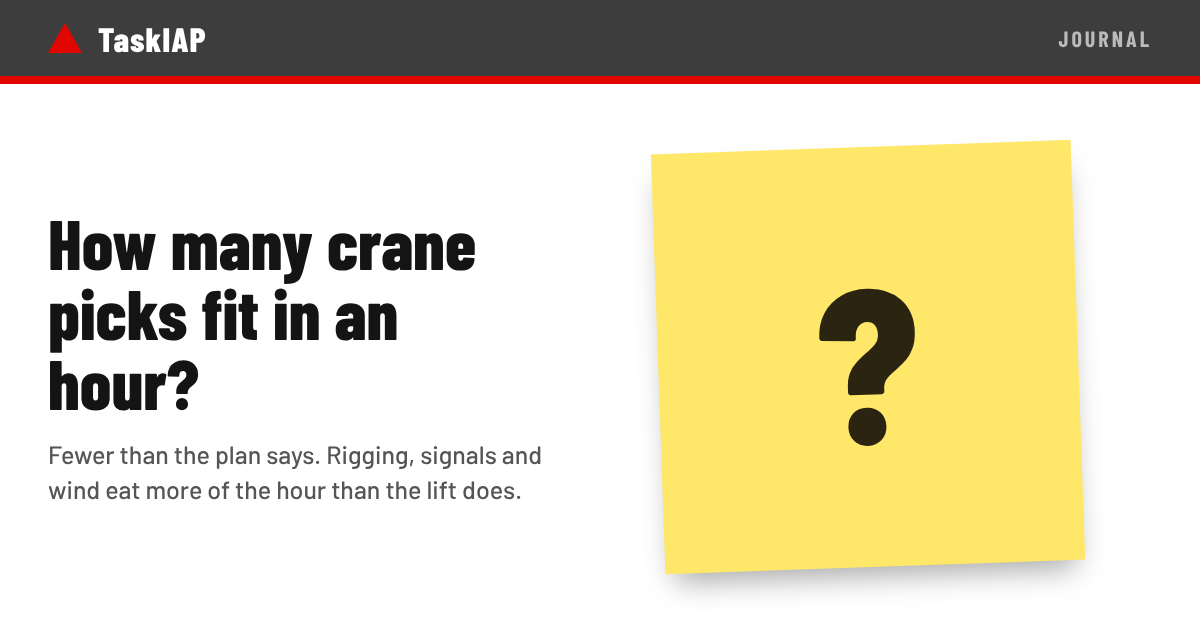 TaskIAP
JOURNAL
How many crane
picks fit in an
hour?
Fewer than the plan says. Rigging, signals and
wind eat more of the hour than the lift does.
?